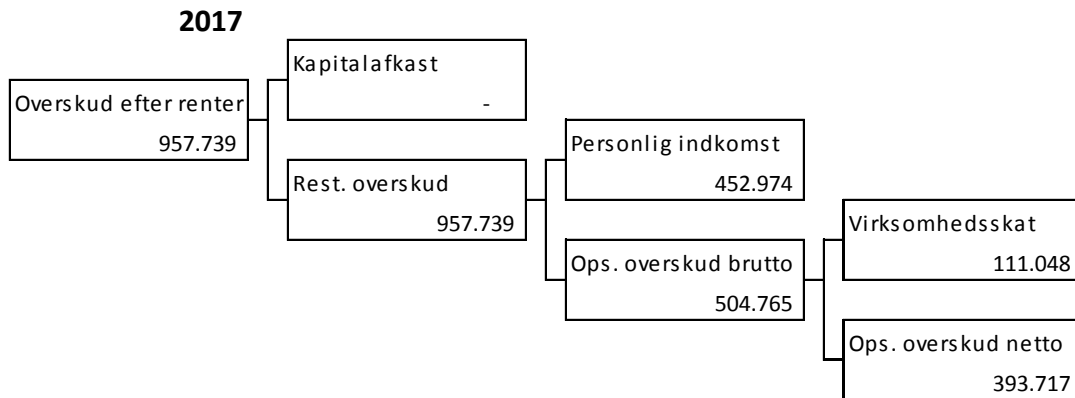 2017
Kapitalafkast
-
Overskud efter renter
957.739
Personlig indkomst
452.974
Rest. overskud
957.739
Virksomhedsskat
111.048
Ops. overskud brutto
504.765
Ops. overskud netto
393.717